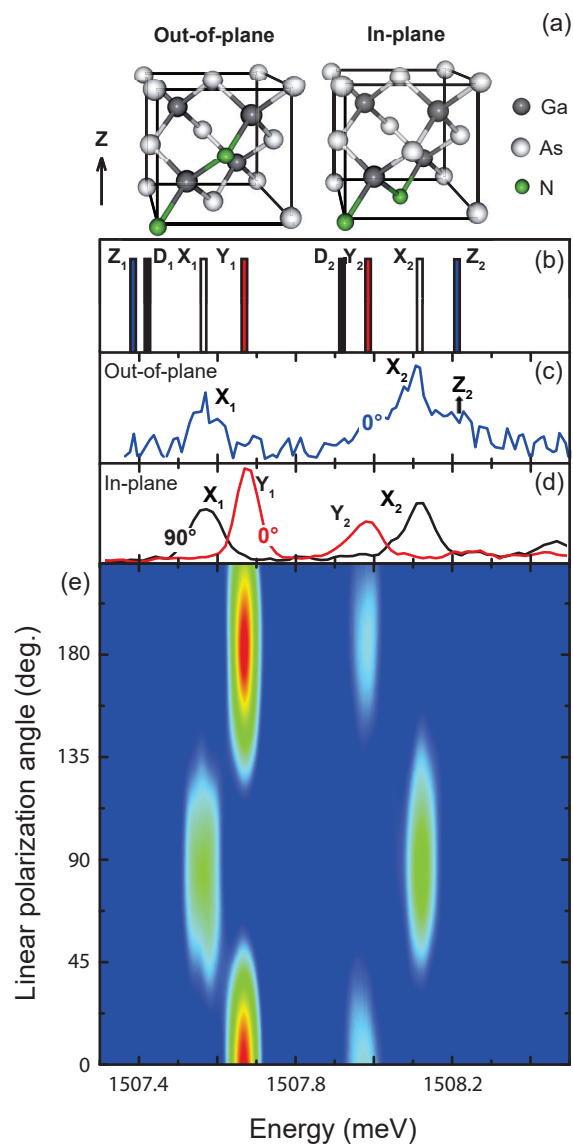 Out-of-plane In-plane (a)
Z
Ga
As
N
Z₁ D₁ X₁ Y₁ D₂ Y₂ X₂ Z₂ (b)
Out-of-plane X₁ 0° X₂ Z₂ (c)
In-plane X₁ Y₁ Y₂ X₂ (d)
90° 0°
(e)
180
135
90
45
0
Linear polarization angle (deg.)
1507.4 1507.8 1508.2
Energy (meV)